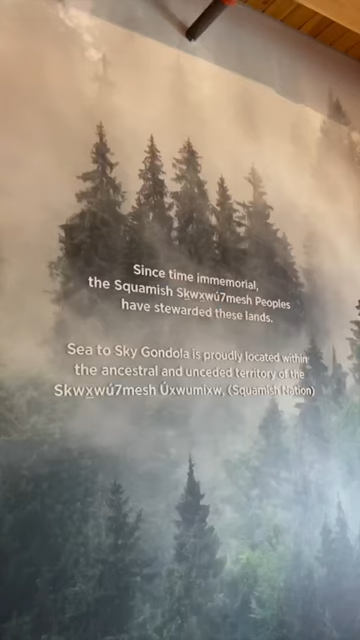 Since time immemorial,
the Squamish Sḵwx̱wú7mesh Peoples
have stewarded these lands.
Sea to Sky Gondola is proudly located within
the ancestral and unceded territory of the
Skwx̱wú7mesh Úxwumixw, (Squamish Nation)